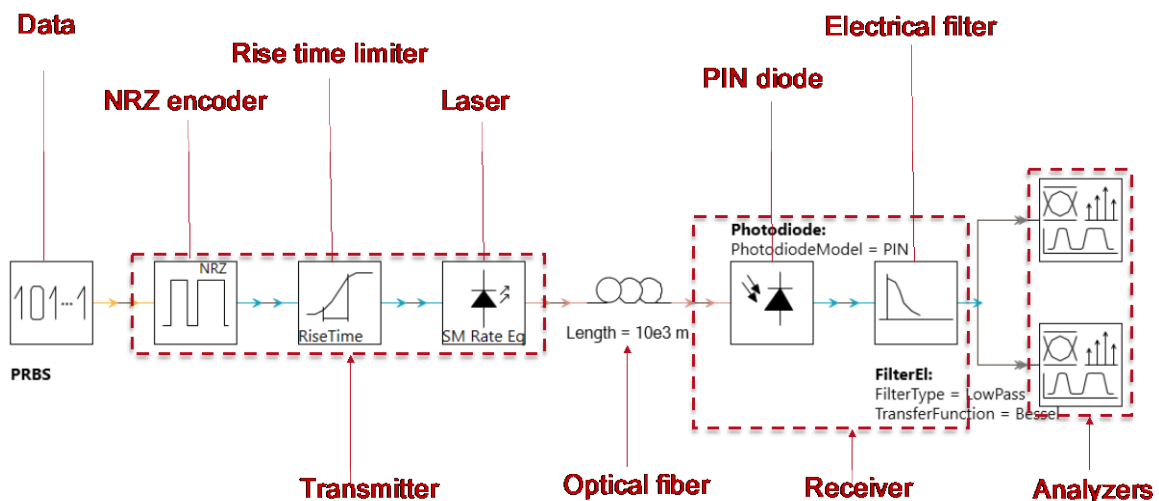 Data
Rise time limiter
NRZ encoder
Laser
Electrical filter
PIN diode
Photodiode:
PhotodiodeModel = PIN
101...1
NRZ
RiseTime
SM Rate Eq
Length = 10e3 m
PRBS
FilterEl:
FilterType = LowPass
TransferFunction = Bessel
Transmitter
Optical fiber
Receiver
Analyzers